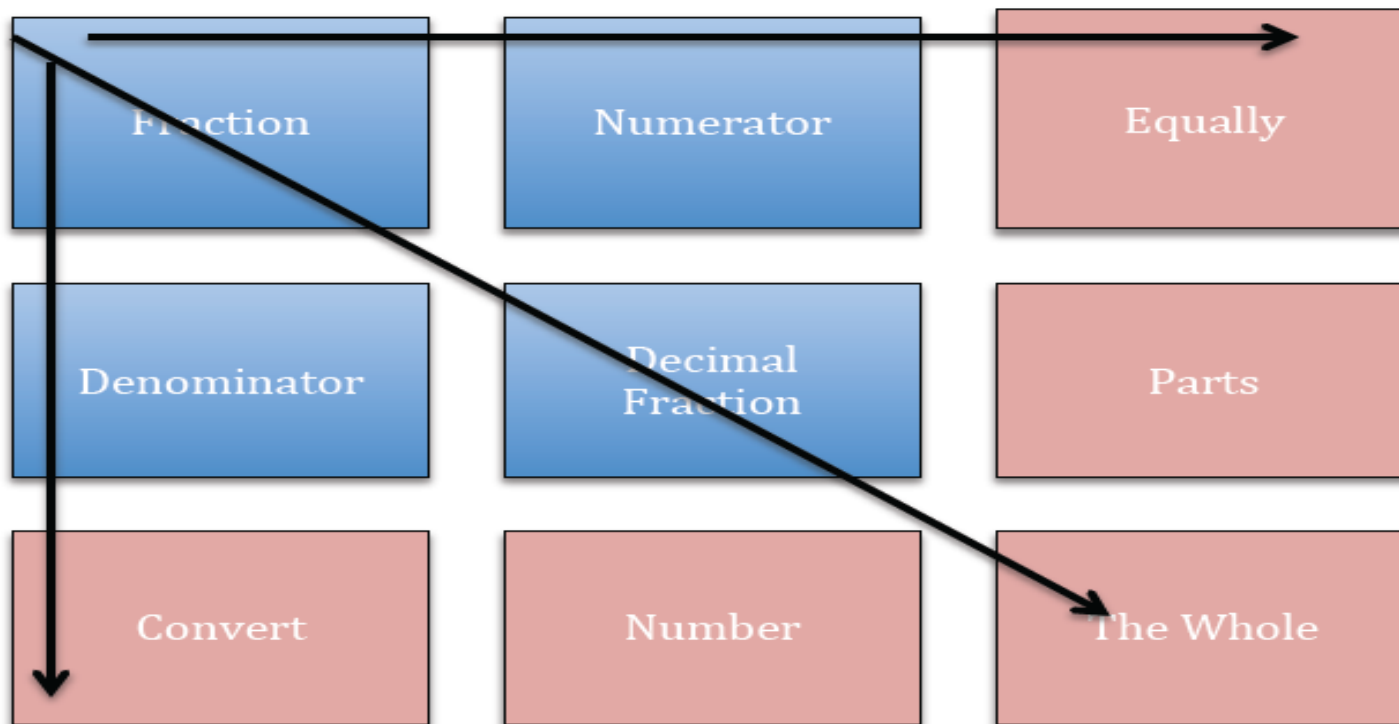 Fraction
Numerator
Equally
Denominator
Decimal
Fraction
Parts
Convert
Number
The Whole